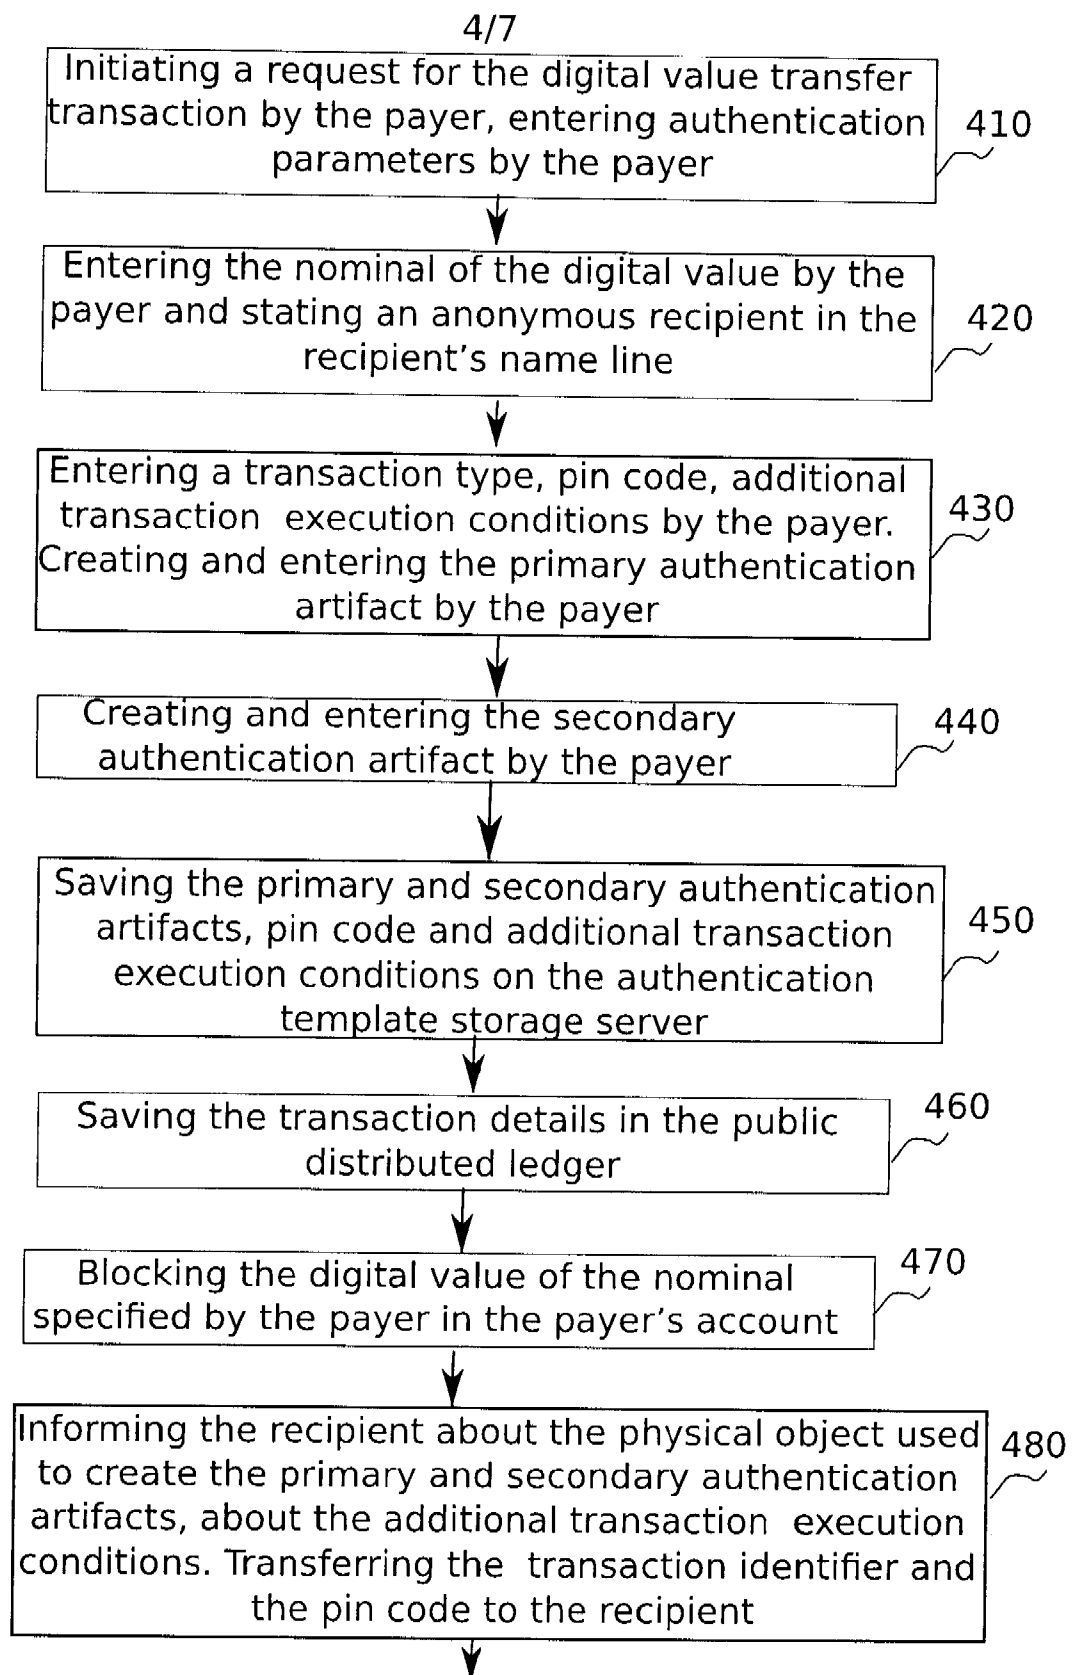 4/7
Initiating a request for the digital value transfer
transaction by the payer, entering authentication
parameters by the payer
410
Entering the nominal of the digital value by the
payer and stating an anonymous recipient in the
recipient's name line
420
Entering a transaction type, pin code, additional
transaction execution conditions by the payer.
Creating and entering the primary authentication
artifact by the payer
430
Creating and entering the secondary
authentication artifact by the payer
440
Saving the primary and secondary authentication
artifacts, pin code and additional transaction
execution conditions on the authentication
template storage server
450
Saving the transaction details in the public
distributed ledger
460
Blocking the digital value of the nominal
specified by the payer in the payer's account
470
Informing the recipient about the physical object used
to create the primary and secondary authentication
artifacts, about the additional transaction execution
conditions. Transferring the transaction identifier and
the pin code to the recipient
480